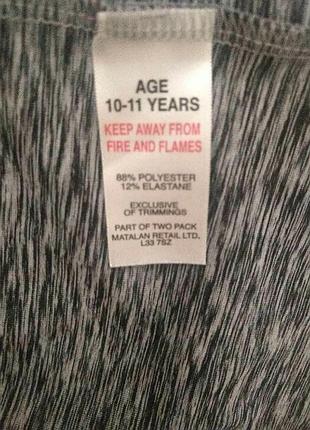 AGE
10-11 YEARS
KEEP AWAY FROM
FIRE AND FLAMES
88% POLYESTER
12% ELASTANE
EXCLUSIVE
OF TRIMMINGS
PART OF TWO PACK
MATALAN RETAIL LTD,
L33 7SZ